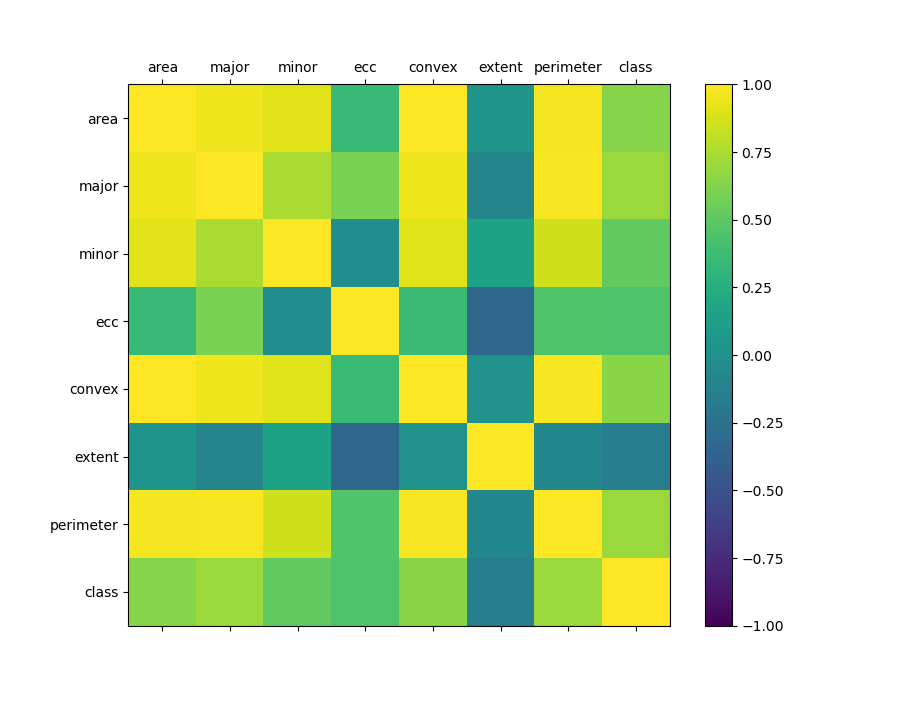 area major minor ecc convex extent perimeter class
area
major
minor
ecc
convex
extent
perimeter
class
1.00
0.75
0.50
0.25
0.00
−0.25
−0.50
−0.75
−1.00